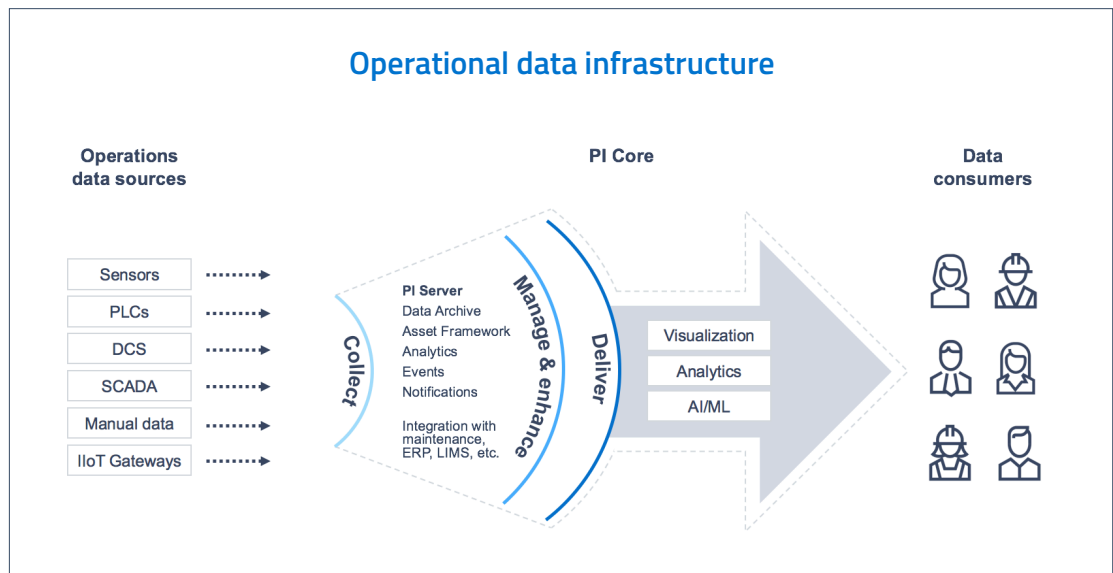 Operational data infrastructure
Operations
data sources
PI Core
Data
consumers
Sensors
PLCs
DCS
SCADA
Manual data
IIoT Gateways
Collect
PI Server
Data Archive
Asset Framework
Analytics
Events
Notifications
Integration with
maintenance,
ERP, LIMS, etc.
Manage & enhance
Deliver
Visualization
Analytics
AI/ML